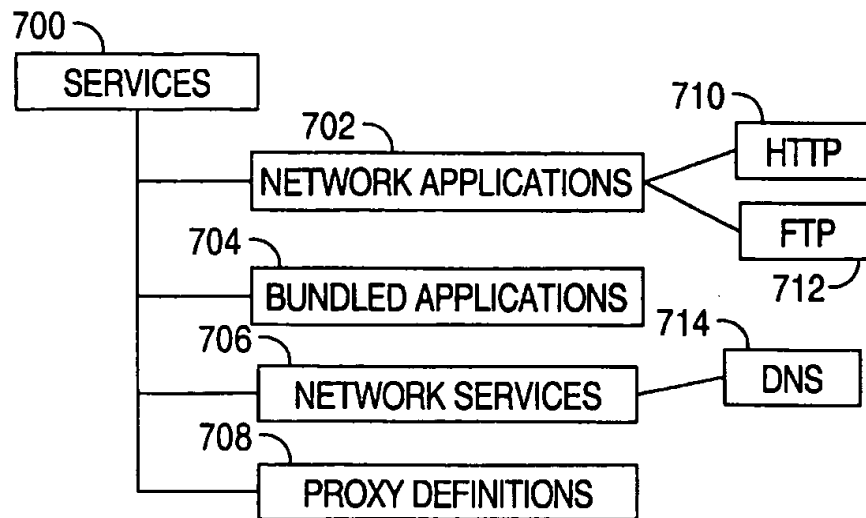 700
SERVICES
702
NETWORK APPLICATIONS
710
HTTP
FTP
712
704
BUNDLED APPLICATIONS
706
NETWORK SERVICES
714
DNS
708
PROXY DEFINITIONS